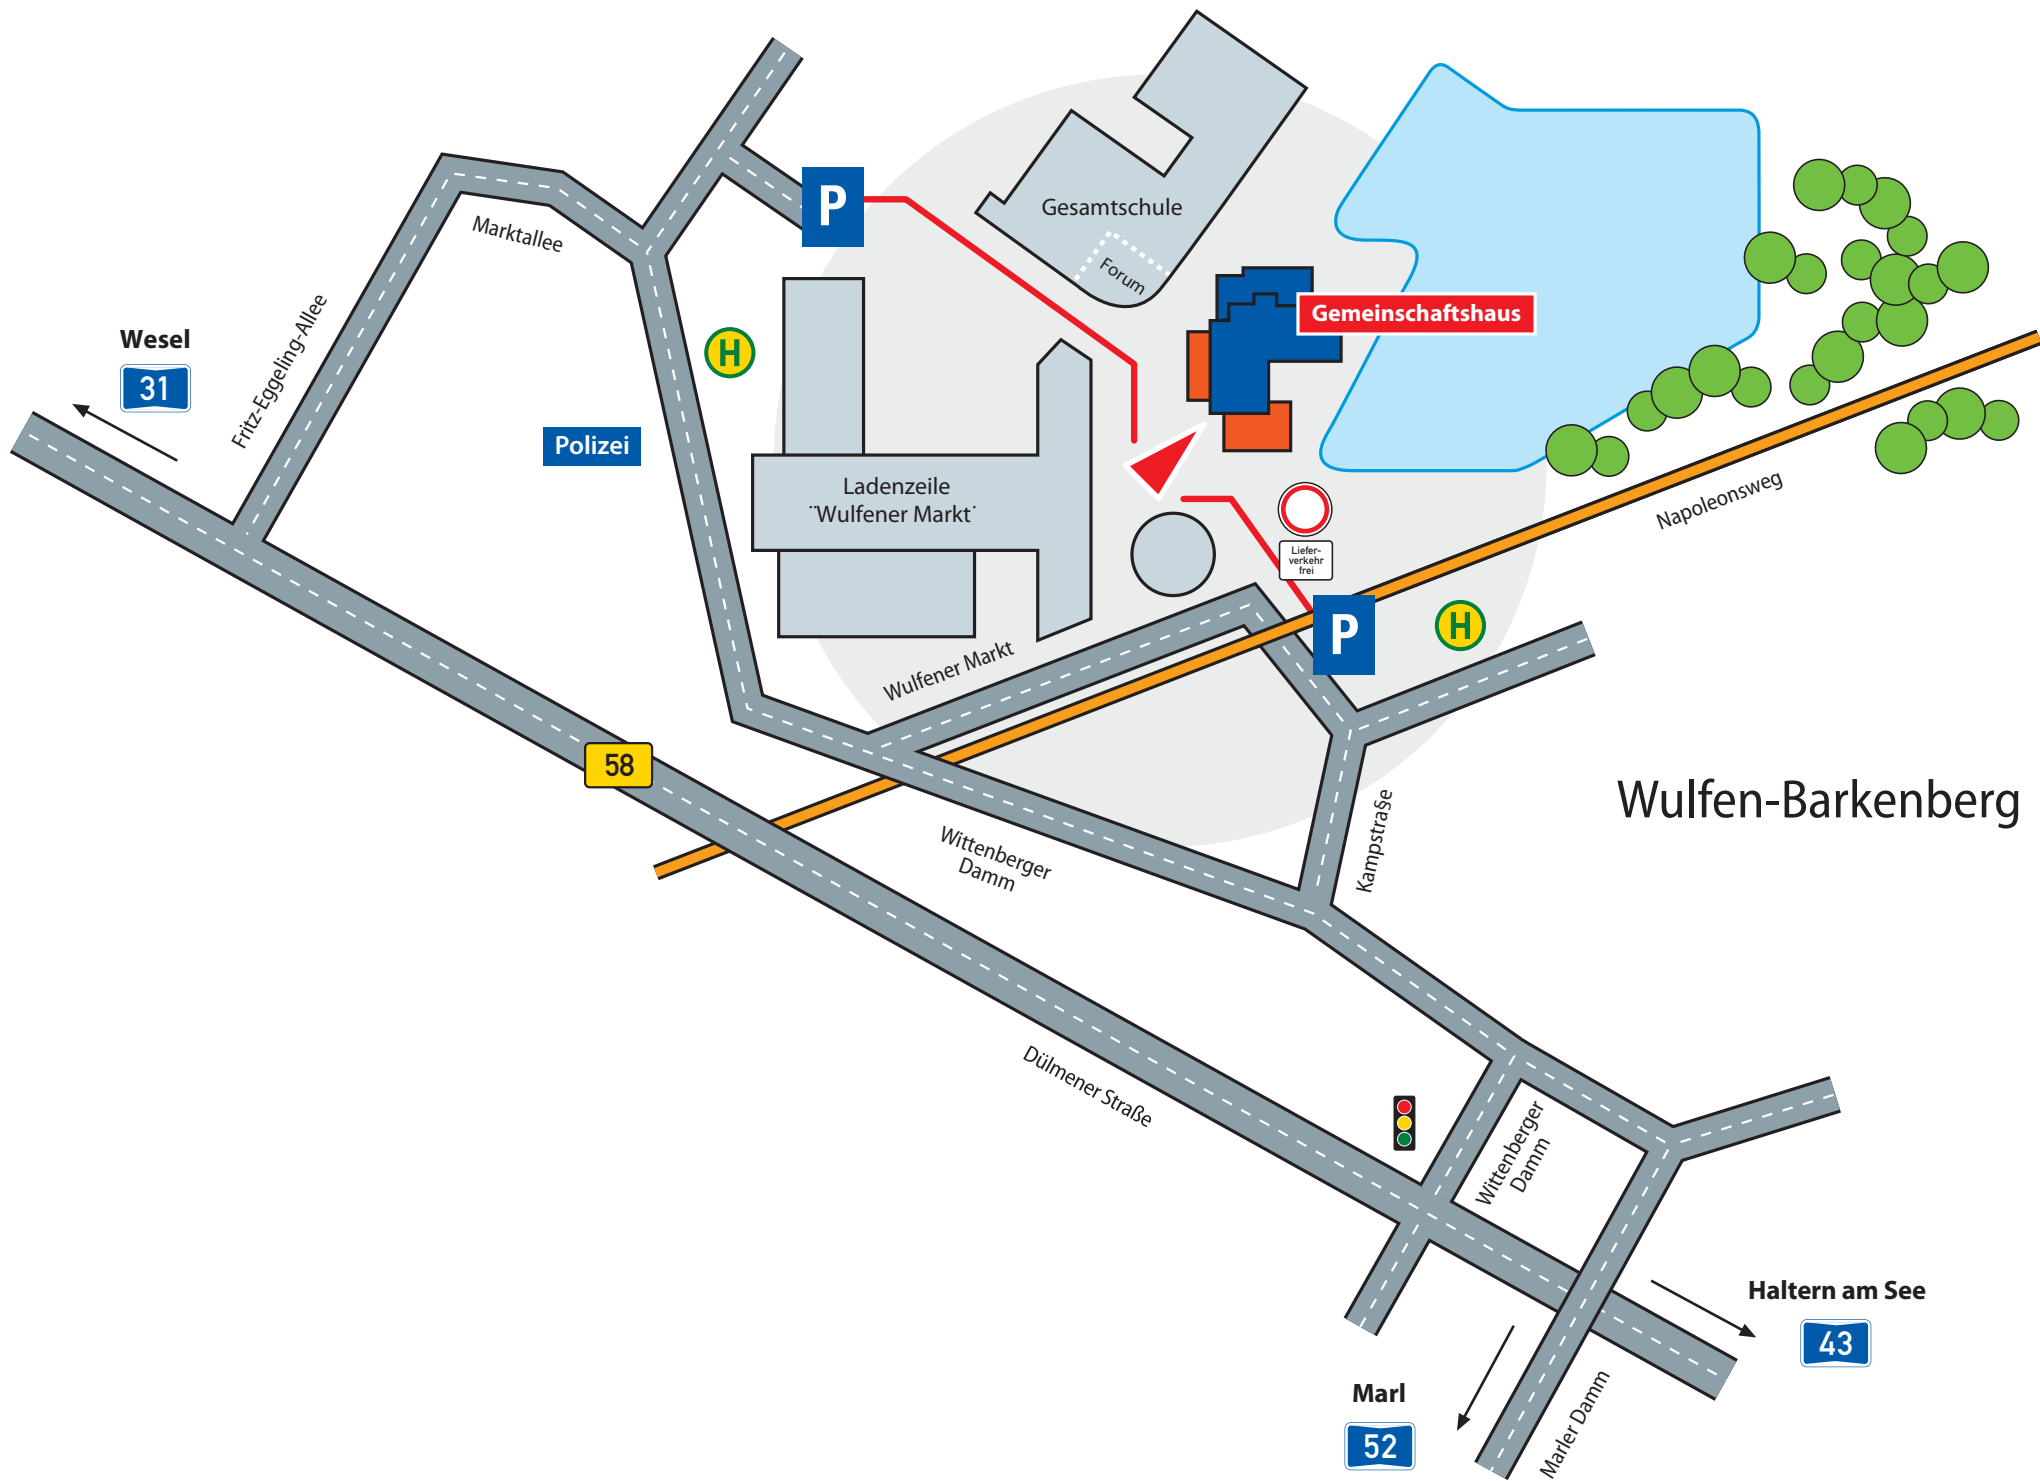 P
Gesamtschule
Forum
Marktallee
Gemeinschaftshaus
Fritz-Eggeling-Allee
Wesel
31
H
Polizei
Ladenzeile
¨Wulfener Markt¨
Liefer-
verkehr
frei
Napoleonsweg
P
H
Wulfener Markt
58
Wulfen-Barkenberg
Wittenberger
Damm
Kampstraße
Dülmener Straße
Wittenberger
Damm
Haltern am See
43
Marl
52
Marler Damm